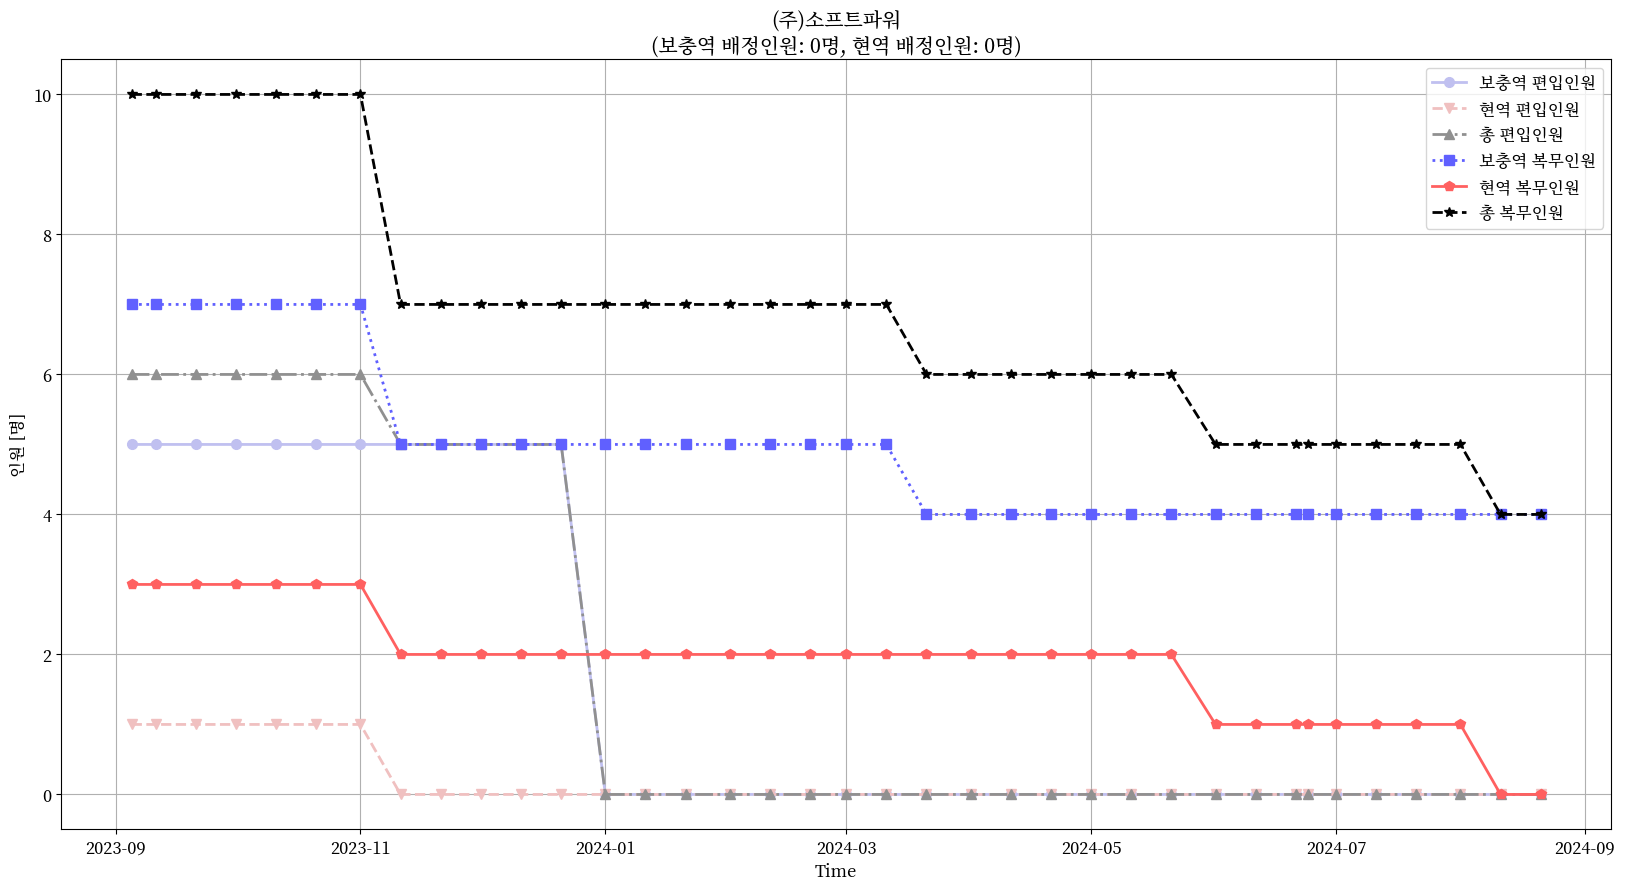 (주)소프트파워
(보충역 배정인원: 0명, 현역 배정인원: 0명)
보충역 편입인원
현역 편입인원
총 편입인원
보충역 복무인원
현역 복무인원
총 복무인원
인원 [명]
10
8
6
4
2
0
2023-09 2023-11 2024-01 2024-03 2024-05 2024-07 2024-09
Time